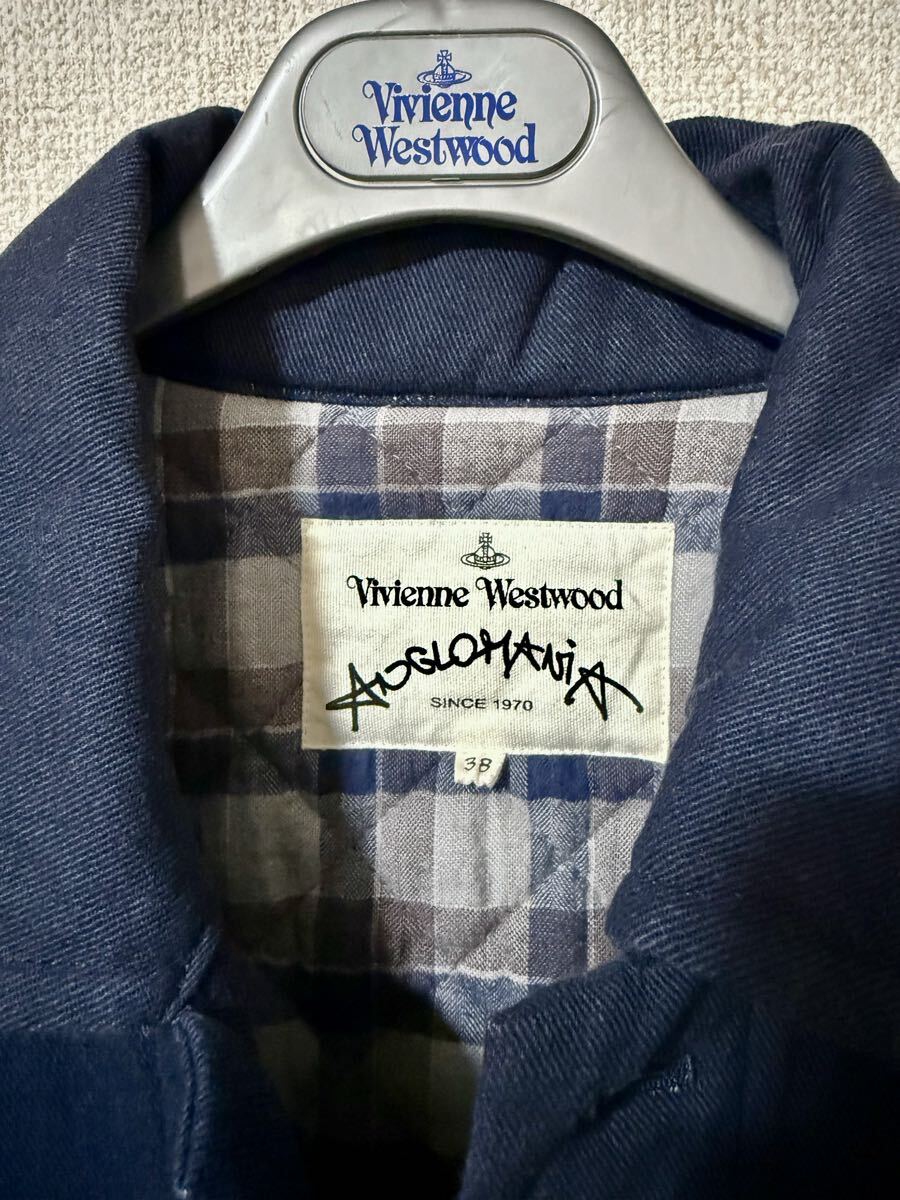 Vivienne
Westwood
Vivienne Westwood
ANGLOMANiA
SINCE 1970
38